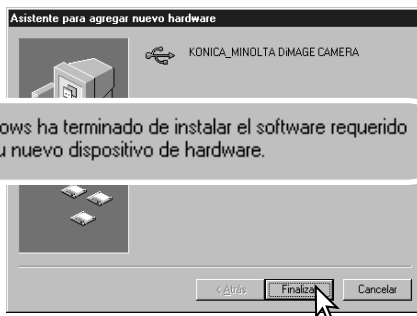 Asistente para agregar nuevo hardware
KONICA_MINOLTA DiMAGE CAMERA
ha terminado de instalar el software requerido
nuevo dispositivo de hardware.
< Atrás
Finalizar
Cancelar